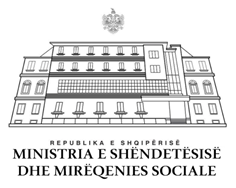 REPUBLIKA E SHQIPËRISË
MINISTRIA E SHËNDETËSISË
DHE MIRËQENIES SOCIALE